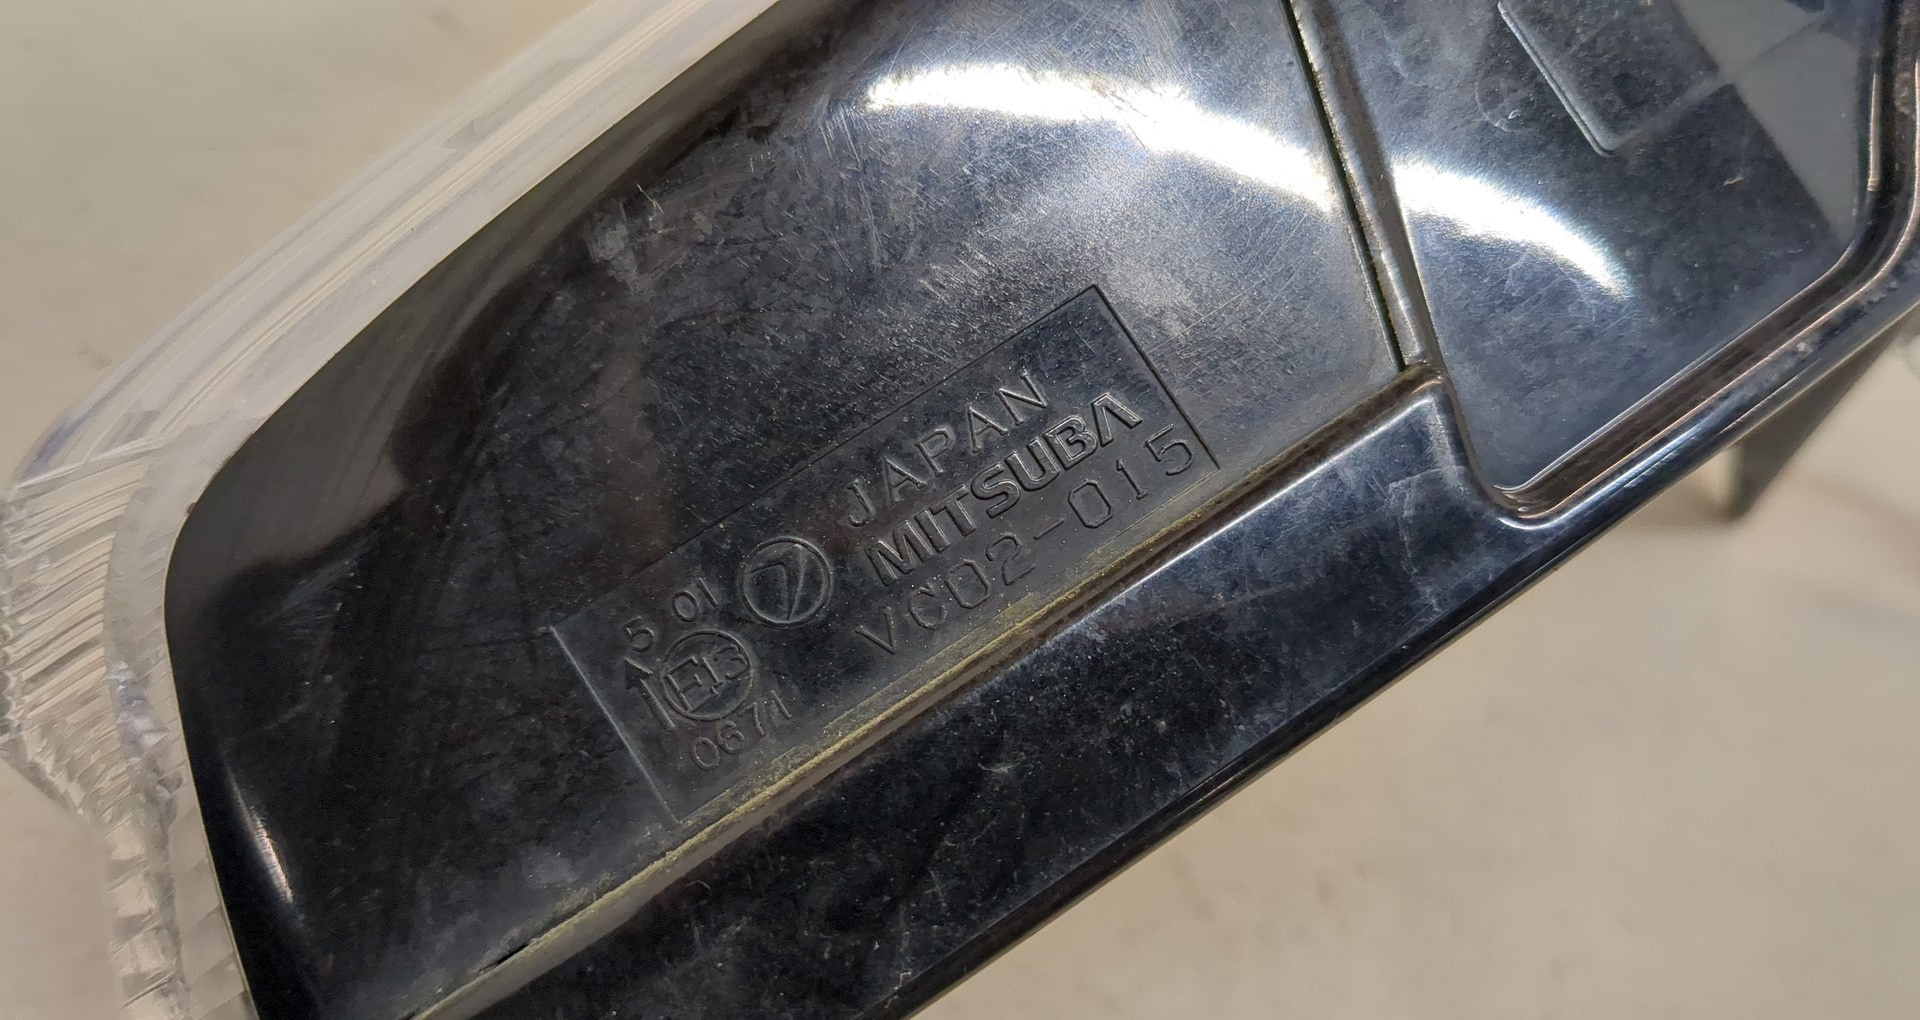 JAPAN
MITSUBA
VC02-015
5 01
E13
0671